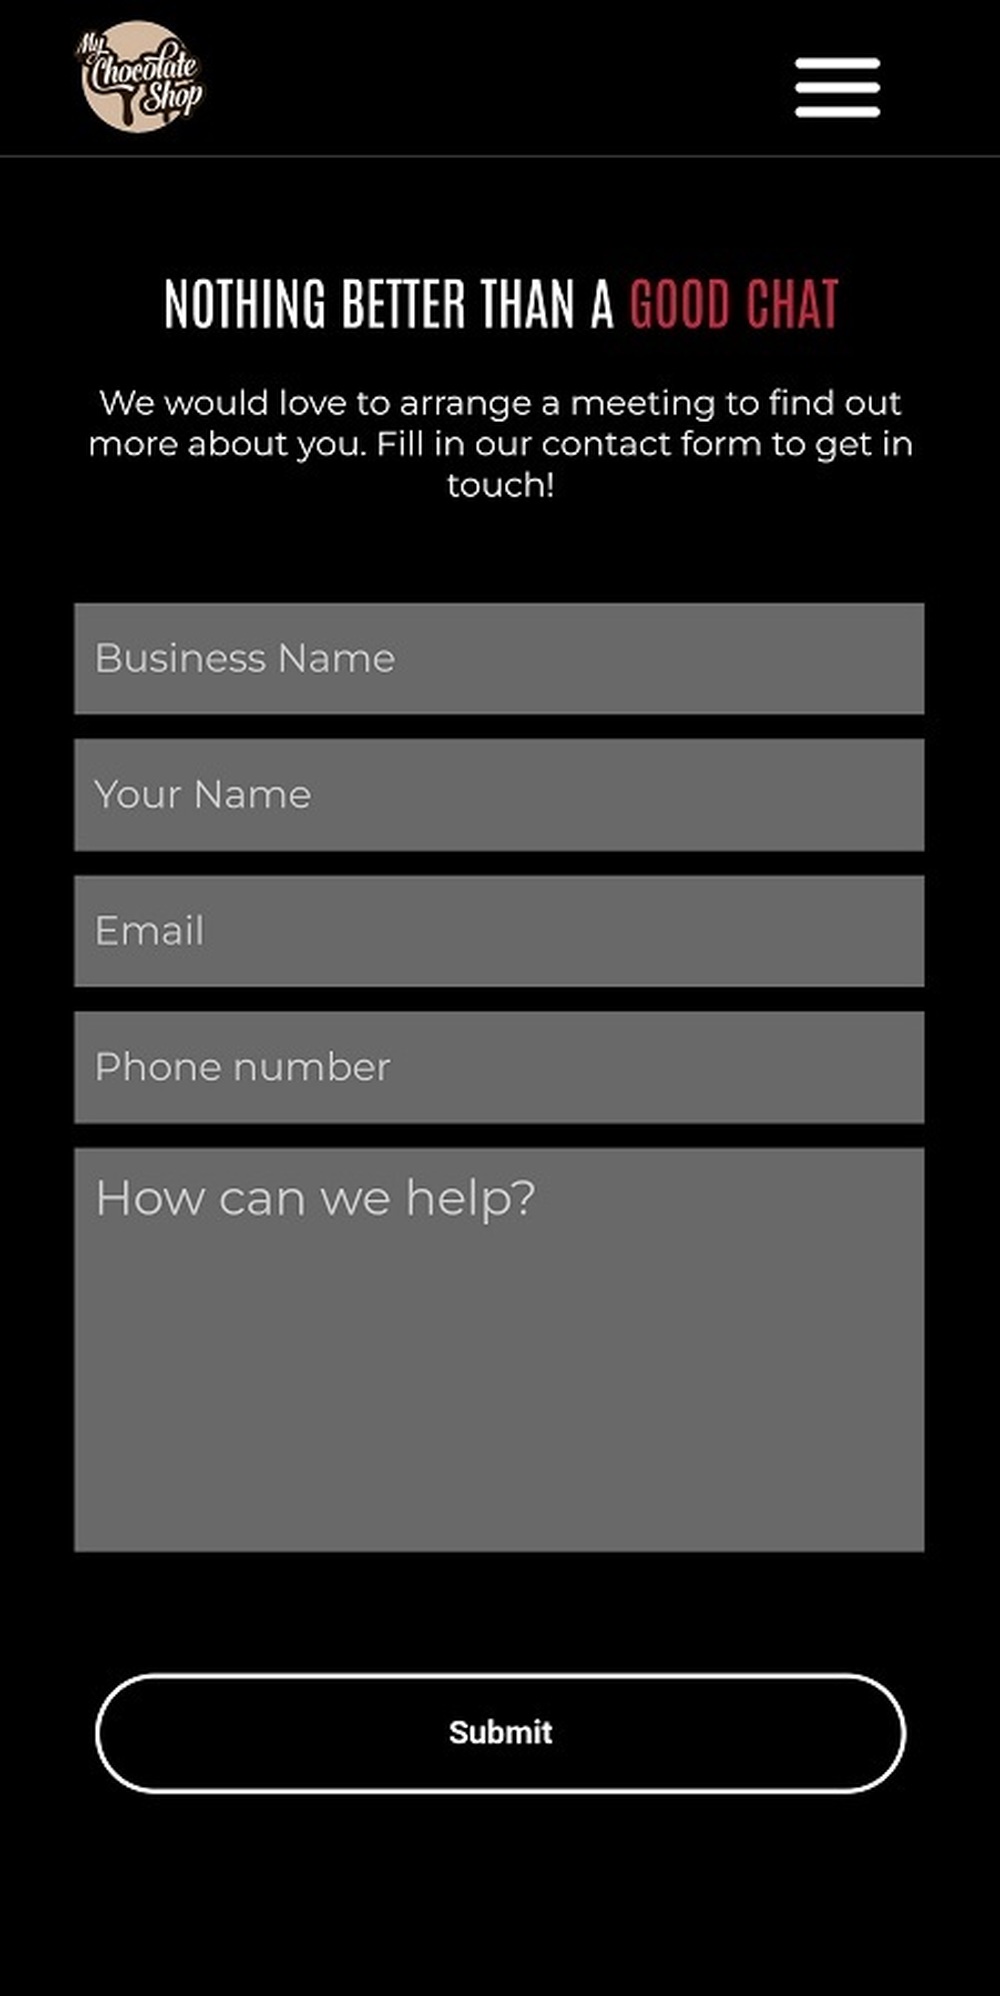 My
Chocolate
Shop
NOTHING BETTER THAN A GOOD CHAT
We would love to arrange a meeting to find out
more about you. Fill in our contact form to get in
touch!
Business Name
Your Name
Email
Phone number
How can we help?
Submit